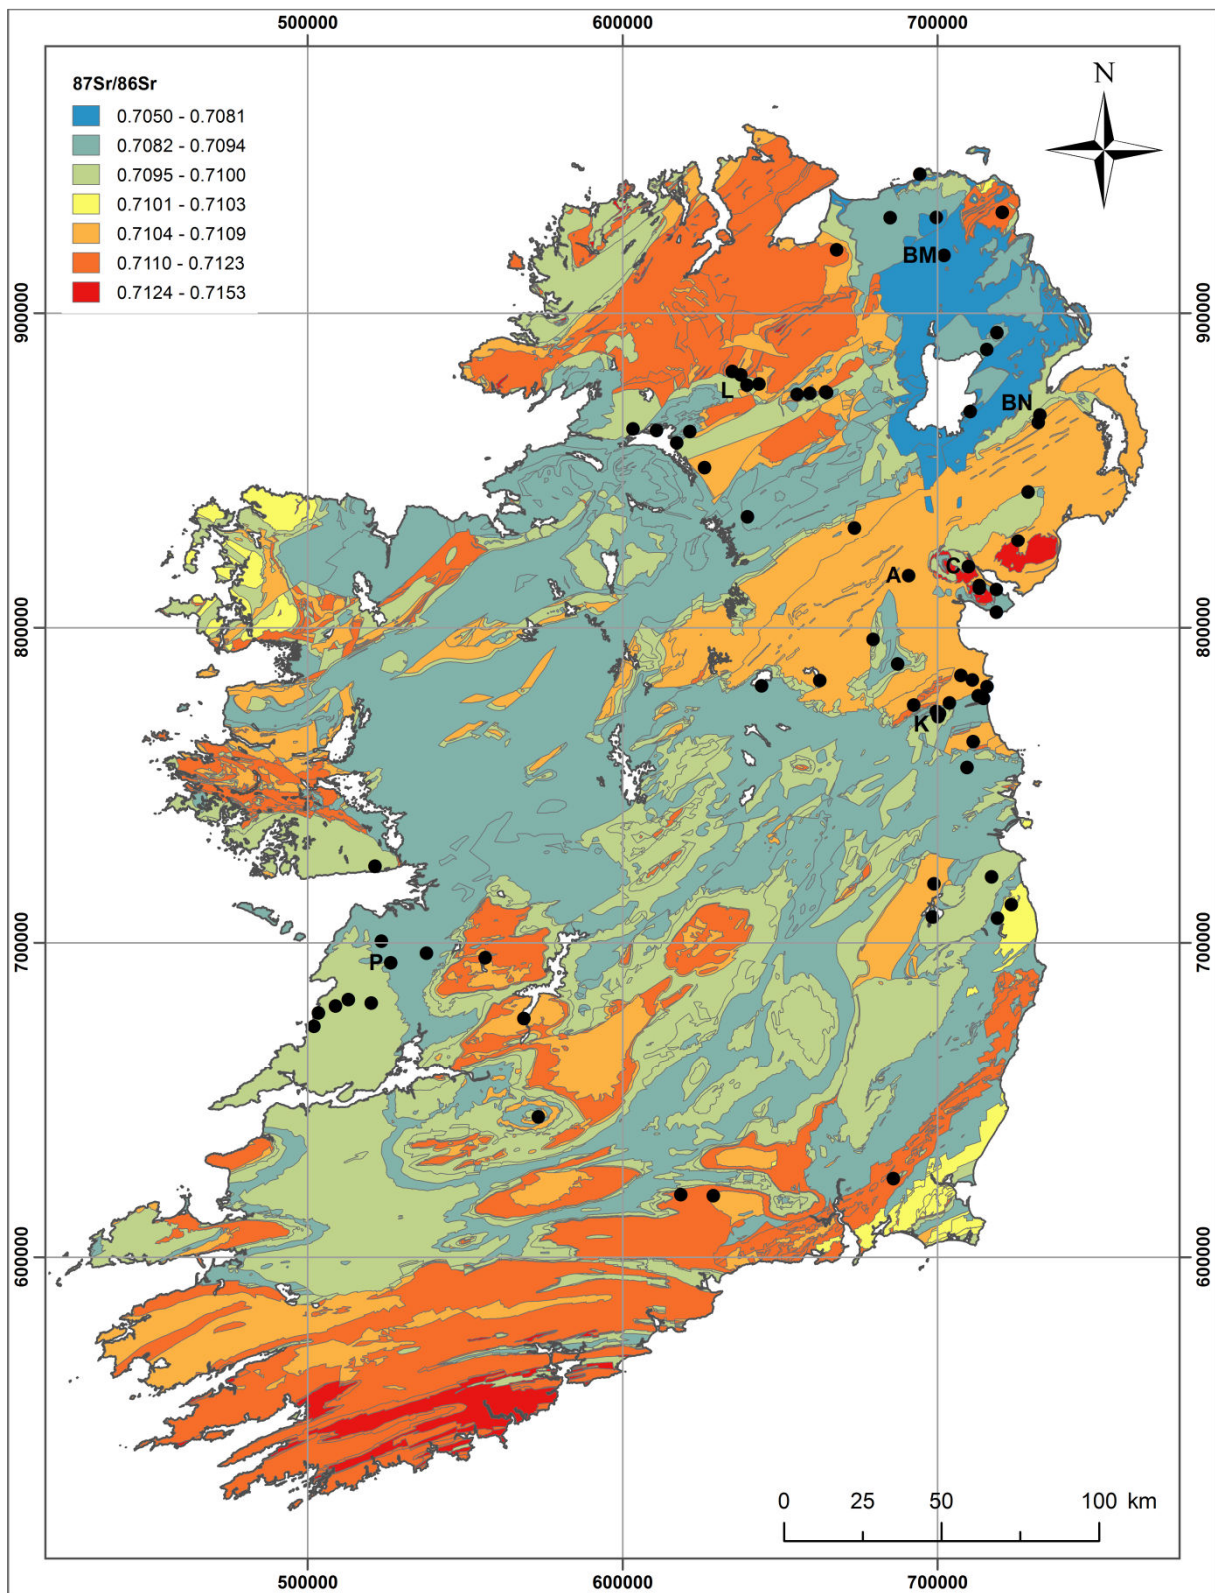 500000 600000 700000
87Sr/86Sr
0.7050 - 0.7081
0.7082 - 0.7094
0.7095 - 0.7100
0.7101 - 0.7103
0.7104 - 0.7109
0.7110 - 0.7123
0.7124 - 0.7153
N
BM
900000 900000
L
BN
C
A
800000 800000
K
700000 700000
P
600000 600000
0 25 50 100 km
500000 600000 700000